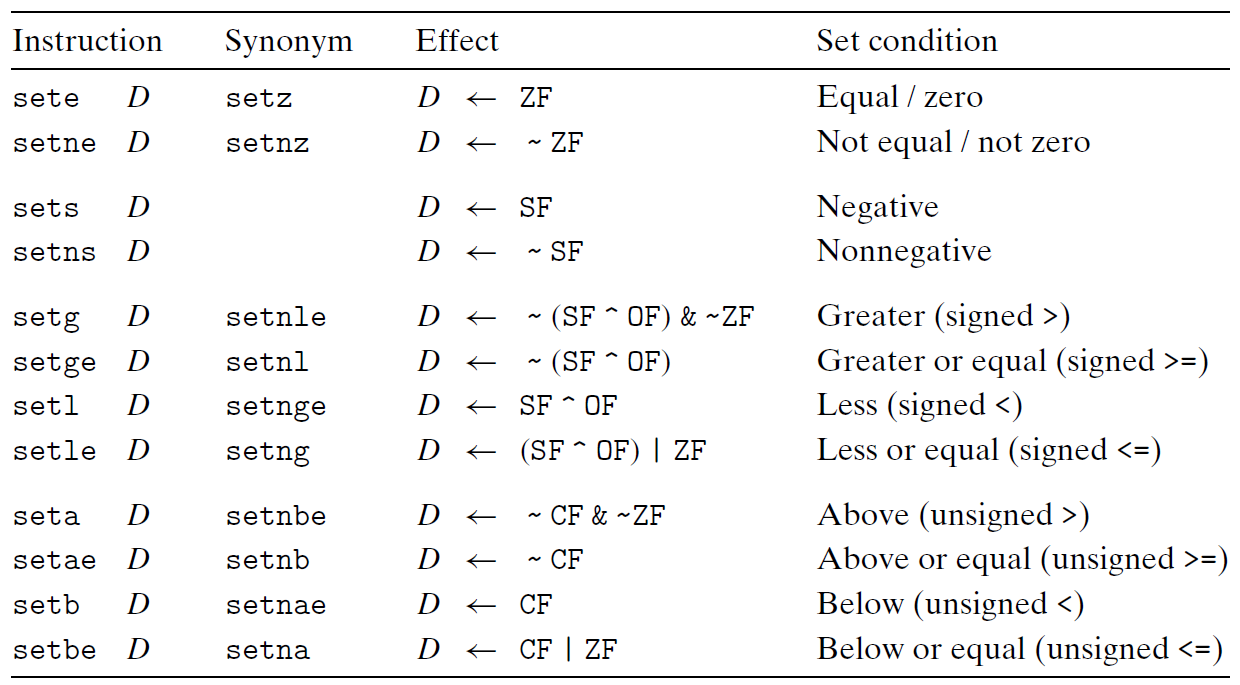 Instruction Synonym Effect Set condition
sete D setz D ← ZF Equal / zero
setne D setnz D ← ~ ZF Not equal / not zero
sets D D ← SF Negative
setns D D ← ~ SF Nonnegative
setg D setnle D ← ~ (SF ^ OF) & ~ZF Greater (signed >)
setge D setnl D ← ~ (SF ^ OF) Greater or equal (signed >=)
setl D setnge D ← SF ^ OF Less (signed <)
setle D setng D ← (SF ^ OF) | ZF Less or equal (signed <=)
seta D setnbe D ← ~ CF & ~ZF Above (unsigned >)
setae D setnb D ← ~ CF Above or equal (unsigned >=)
setb D setnae D ← CF Below (unsigned <)
setbe D setna D ← CF | ZF Below or equal (unsigned <=)